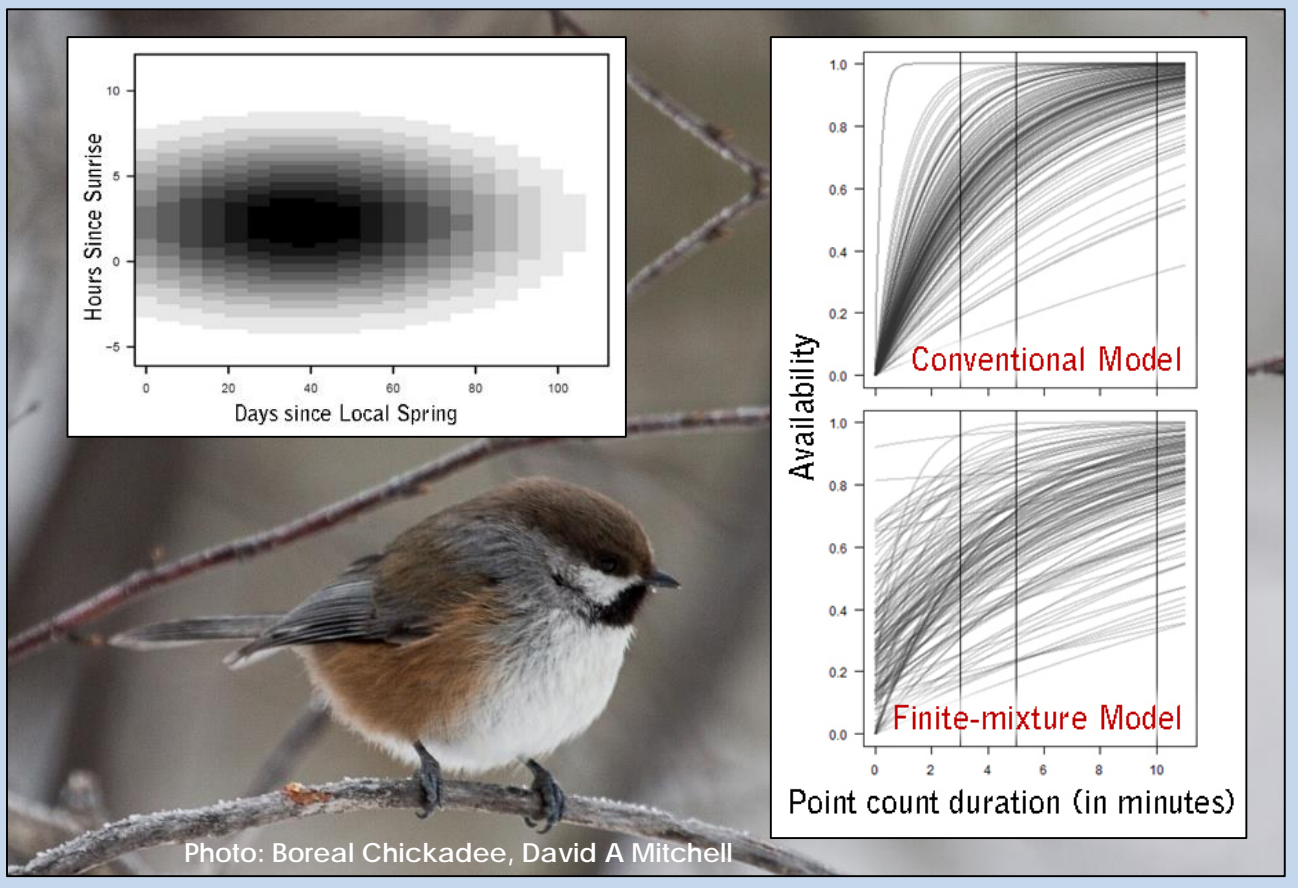 Hours Since Sunrise
10
5
0
−5
0 20 40 60 80 100
Days since Local Spring
Availability
1.0
0.8
0.6
0.4
0.2
0.0
Conventional Model
1.0
0.8
0.6
0.4
0.2
0.0
Finite-mixture Model
0 2 4 6 8 10
Point count duration (in minutes)
Photo: Boreal Chickadee, David A Mitchell